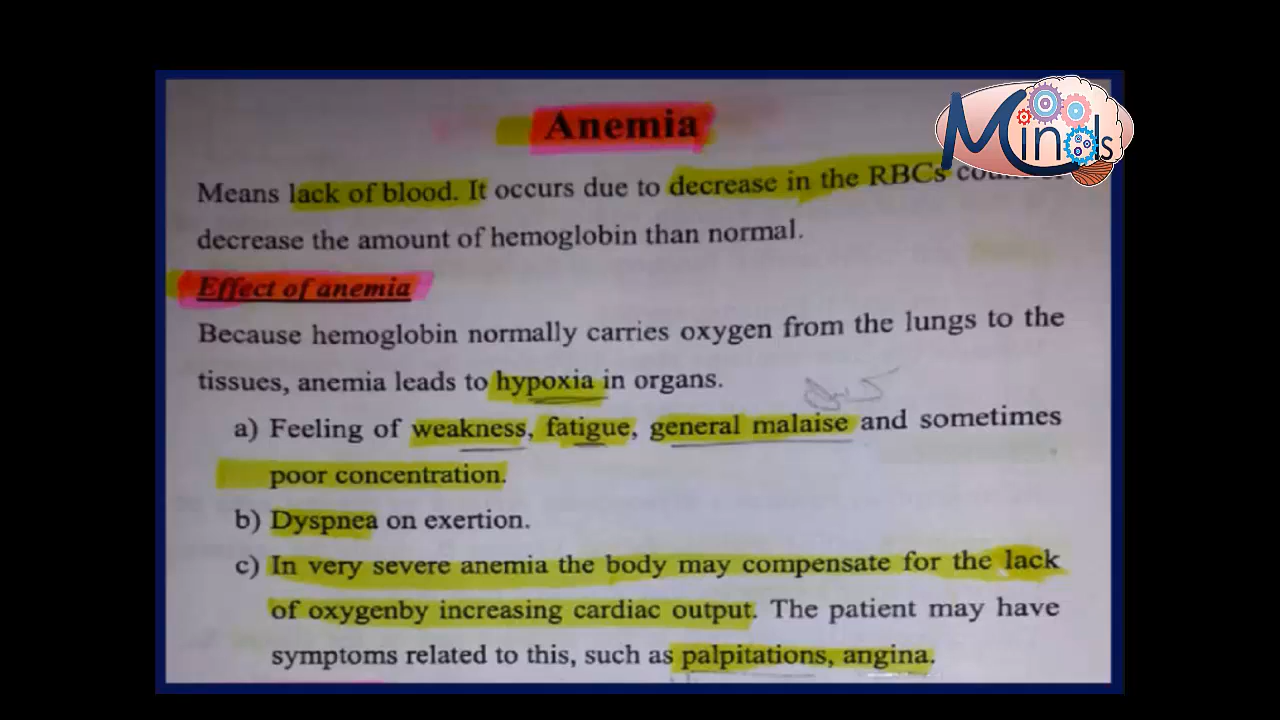 Minds
Anemia
Means lack of blood. It occurs due to decrease in the RBCs
decrease the amount of hemoglobin than normal.
Effect of anemia
Because hemoglobin normally carries oxygen from the lungs to the
tissues, anemia leads to hypoxia in organs.
a) Feeling of weakness, fatigue, general malaise and sometimes
poor concentration.
b) Dyspnea on exertion.
c) In very severe anemia the body may compensate for the lack
of oxygenby increasing cardiac output. The patient may have
symptoms related to this, such as palpitations, angina.